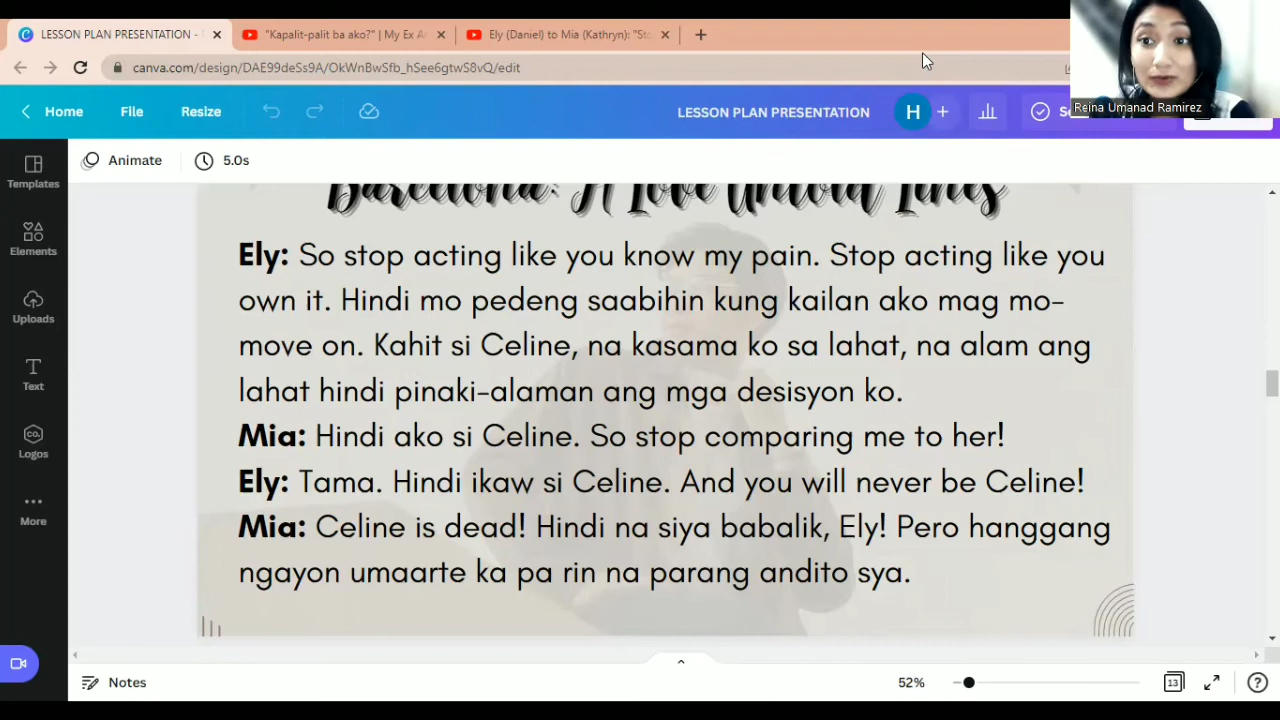 LESSON PLAN PRESENTATION -
"Kapalit-palit ba ako?" | My Ex A
Ely (Daniel) to Mia (Kathryn): "Sto
canva.com/design/DAE99deSs9A/OkWnBwSfb_hSee6gtwS8vQ/edit
Reina Umanad Ramirez
Home File Resize LESSON PLAN PRESENTATION H
Animate 5.0s
Templates
Elements
Uploads
Text
Logos
More
Barcelona: A Love Untold Lines
Ely: So stop acting like you know my pain. Stop acting like you
own it. Hindi mo pedeng saabihin kung kailan ako mag mo-
move on. Kahit si Celine, na kasama ko sa lahat, na alam ang
lahat hindi pinaki-alaman ang mga desisyon ko.
Mia: Hindi ako si Celine. So stop comparing me to her!
Ely: Tama. Hindi ikaw si Celine. And you will never be Celine!
Mia: Celine is dead! Hindi na siya babalik, Ely! Pero hanggang
ngayon umaarte ka pa rin na parang andito sya.
Notes 52% 13